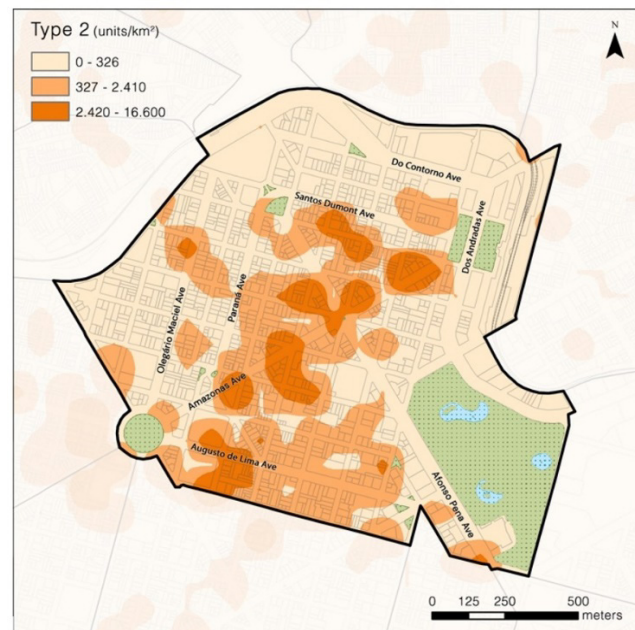 Type 2 (units/km²)
0 - 326
327 - 2.410
2.420 - 16.600
N
Do Contorno Ave
Santos Dumont Ave
Dos Andradas Ave
Paraná Ave
Olegário Maciel Ave
Amazonas Ave
Augusto de Lima Ave
Afonso Pena Ave
0 125 250 500
meters